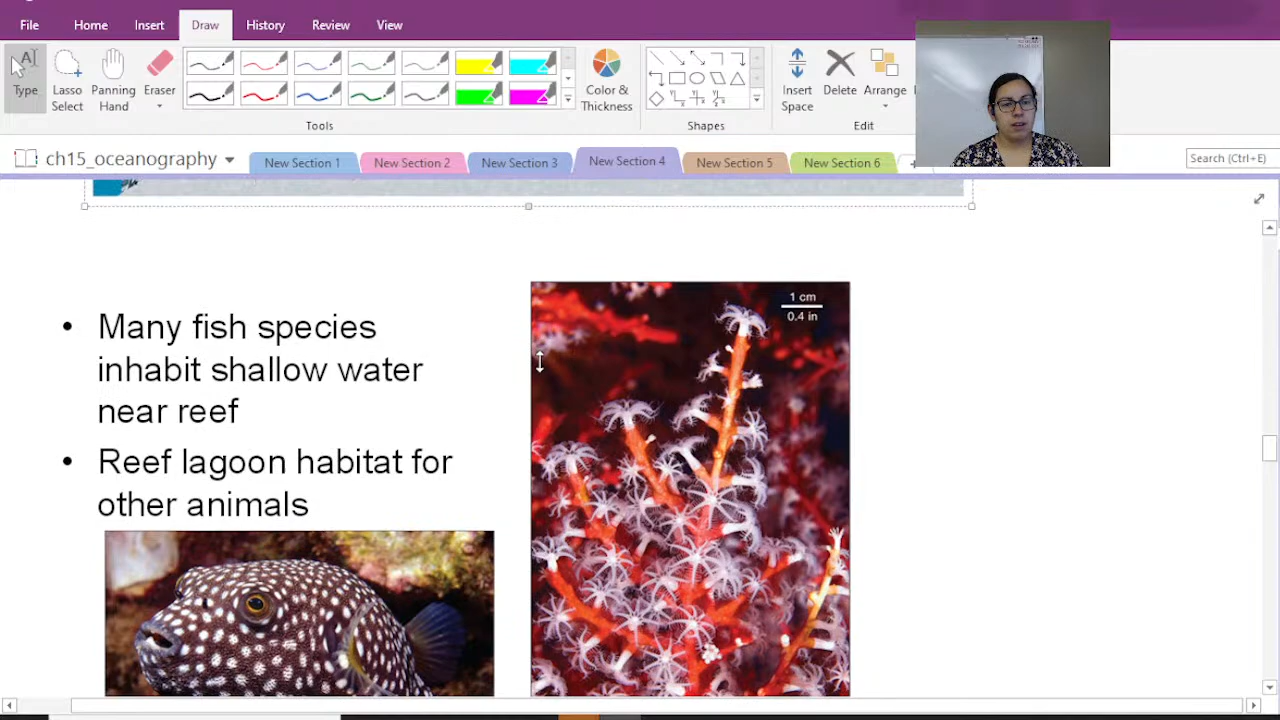 File Home Insert Draw History Review View
Type
Lasso Select
Panning Hand
Eraser
Color & Thickness
Insert Space
Delete
Arrange
Tools
Shapes
Edit
ch15_oceanography
New Section 1
New Section 2
New Section 3
New Section 4
New Section 5
New Section 6
Search (Ctrl+E)
• Many fish species
inhabit shallow water
near reef
• Reef lagoon habitat for
other animals
1 cm
0.4 in